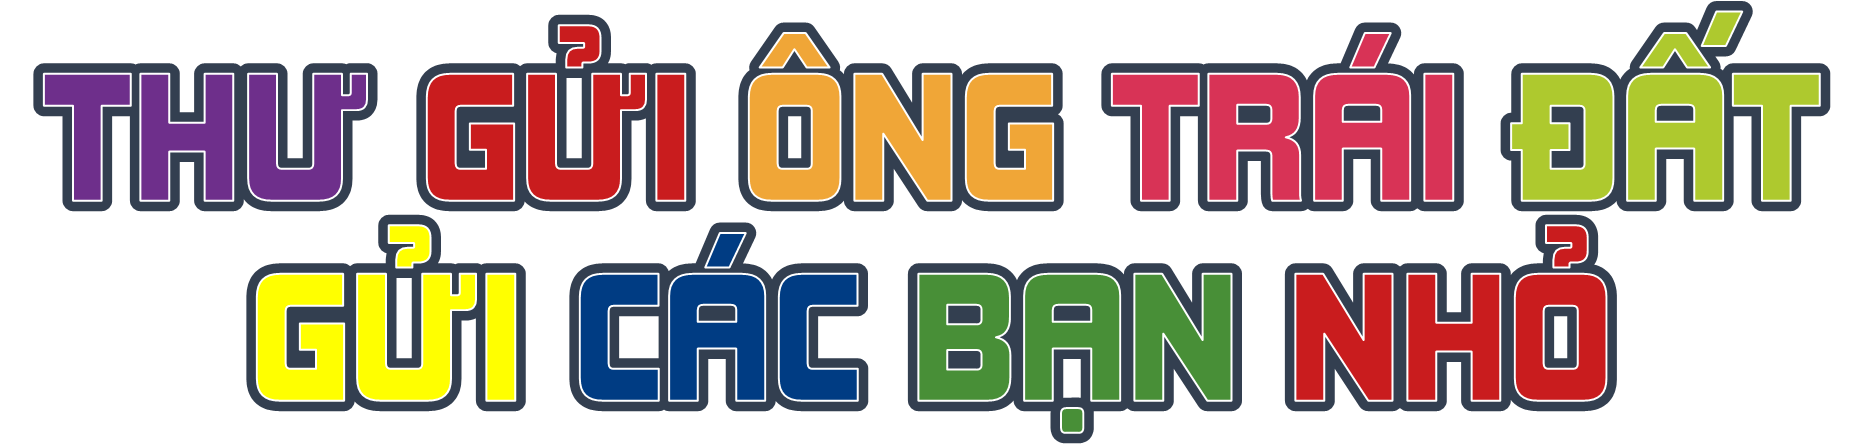 THƯ GỬI ÔNG TRÁI ĐẤT
GỬI CÁC BẠN NHỎ